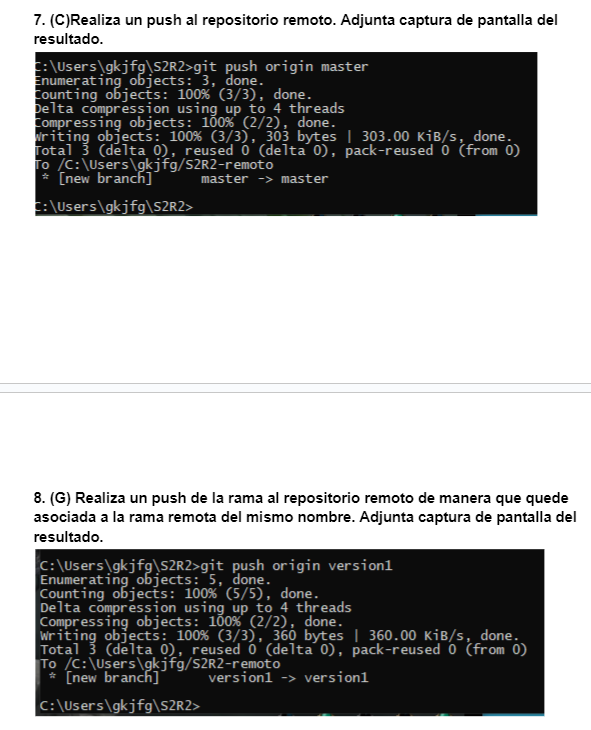 7. (C)Realiza un push al repositorio remoto. Adjunta captura de pantalla del
resultado.
C:\Users\gkjfg\S2R2>git push origin master
Enumerating objects: 3, done.
Counting objects: 100% (3/3), done.
Delta compression using up to 4 threads
Compressing objects: 100% (2/2), done.
Writing objects: 100% (3/3), 303 bytes | 303.00 KiB/s, done.
Total 3 (delta 0), reused 0 (delta 0), pack-reused 0 (from 0)
To /C:\Users\gkjfg/S2R2-remoto
* [new branch] master -> master
C:\Users\gkjfg\S2R2>
8. (G) Realiza un push de la rama al repositorio remoto de manera que quede
asociada a la rama remota del mismo nombre. Adjunta captura de pantalla del
resultado.
C:\Users\gkjfg\S2R2>git push origin version1
Enumerating objects: 5, done.
Counting objects: 100% (5/5), done.
Delta compression using up to 4 threads
Compressing objects: 100% (2/2), done.
Writing objects: 100% (3/3), 360 bytes | 360.00 KiB/s, done.
Total 3 (delta 0), reused 0 (delta 0), pack-reused 0 (from 0)
To /C:\Users\gkjfg/S2R2-remoto
* [new branch] version1 -> version1
C:\Users\gkjfg\S2R2>